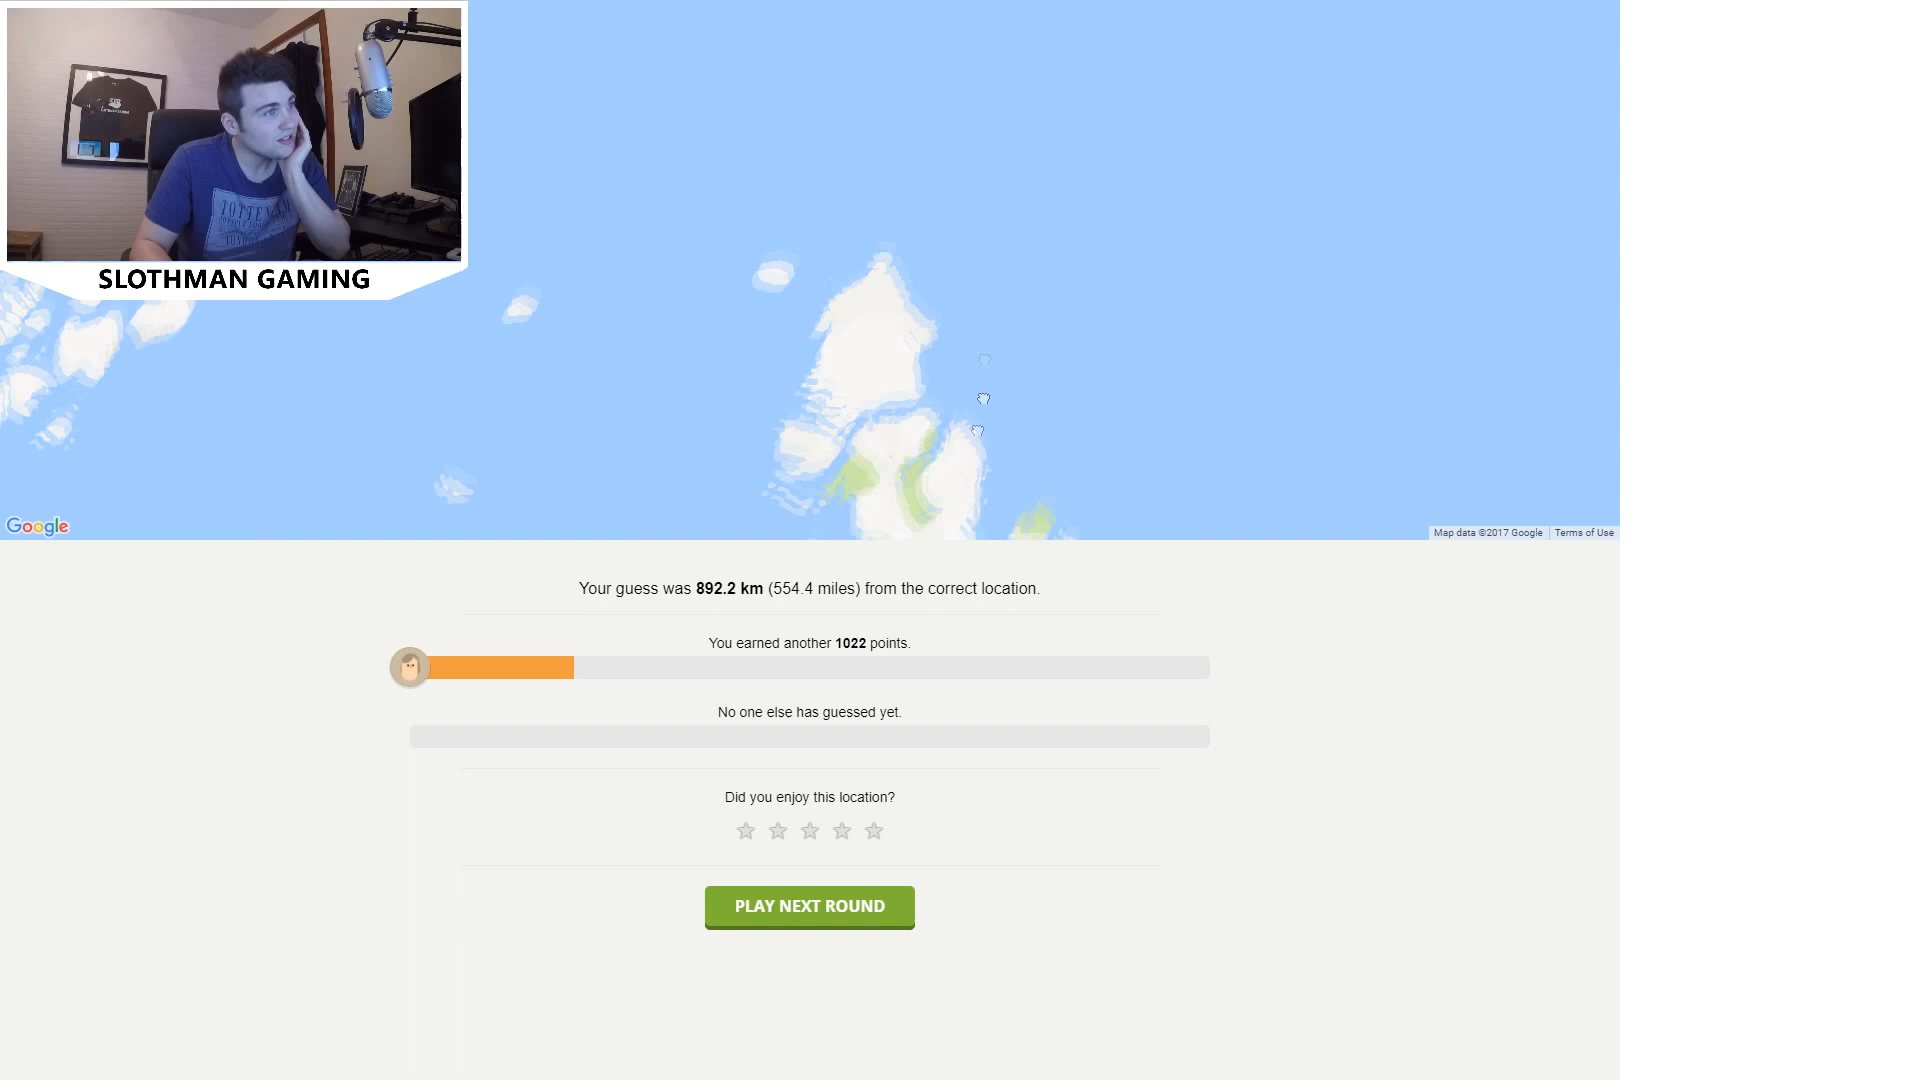 TOTTENHAM
SLOTHMAN GAMING
Google
Map data ©2017 Google
Terms of Use
Your guess was 892.2 km (554.4 miles) from the correct location.
You earned another 1022 points.
No one else has guessed yet.
Did you enjoy this location?
PLAY NEXT ROUND